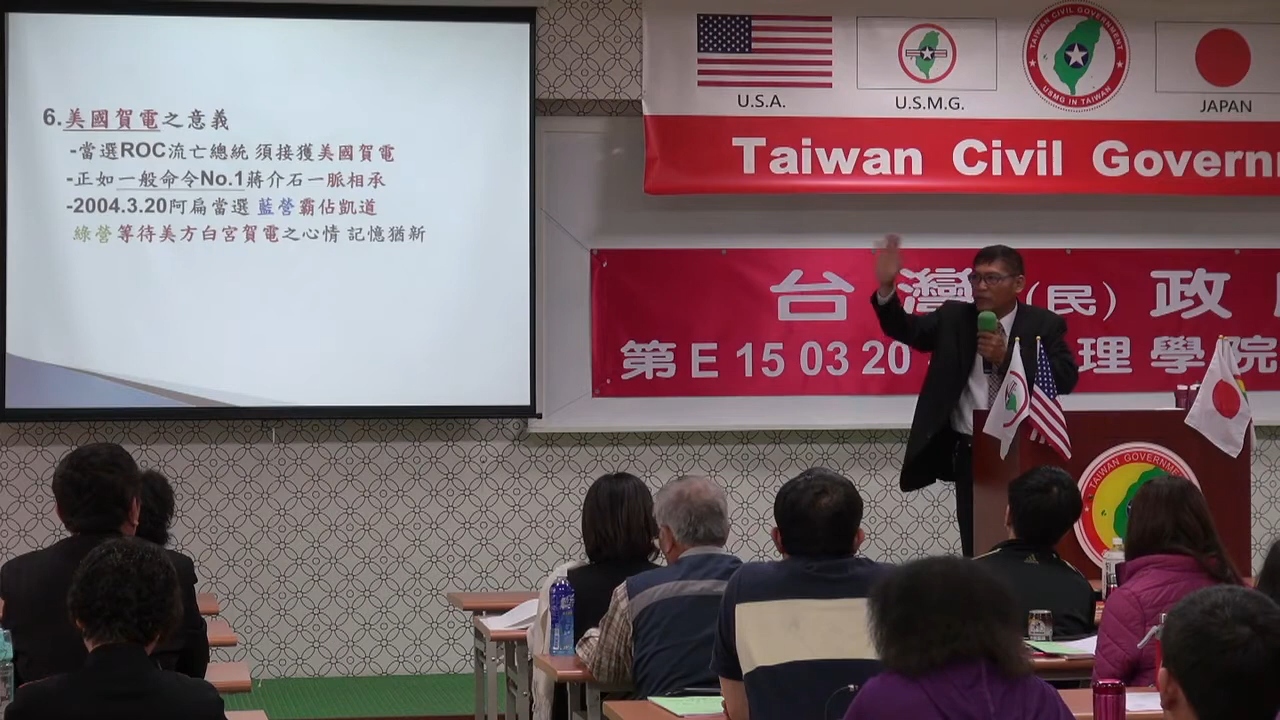 6.美國賀電之意義
-當選ROC流亡總統 須接獲美國賀電
-正如一般命令No.1蔣介石一脈相承
-2004.3.20阿扁當選 藍營霸佔凱道
綠營等待美方白宮賀電之心情 記憶猶新
U.S.A.
U.S.M.G.
TAIWAN CIVIL GOVERNMENT
USMG IN TAIWAN
JAPAN
Taiwan Civil Governm
台灣(民)政
第E 15 03 20
理學院
TAIWAN GOVERNMENT